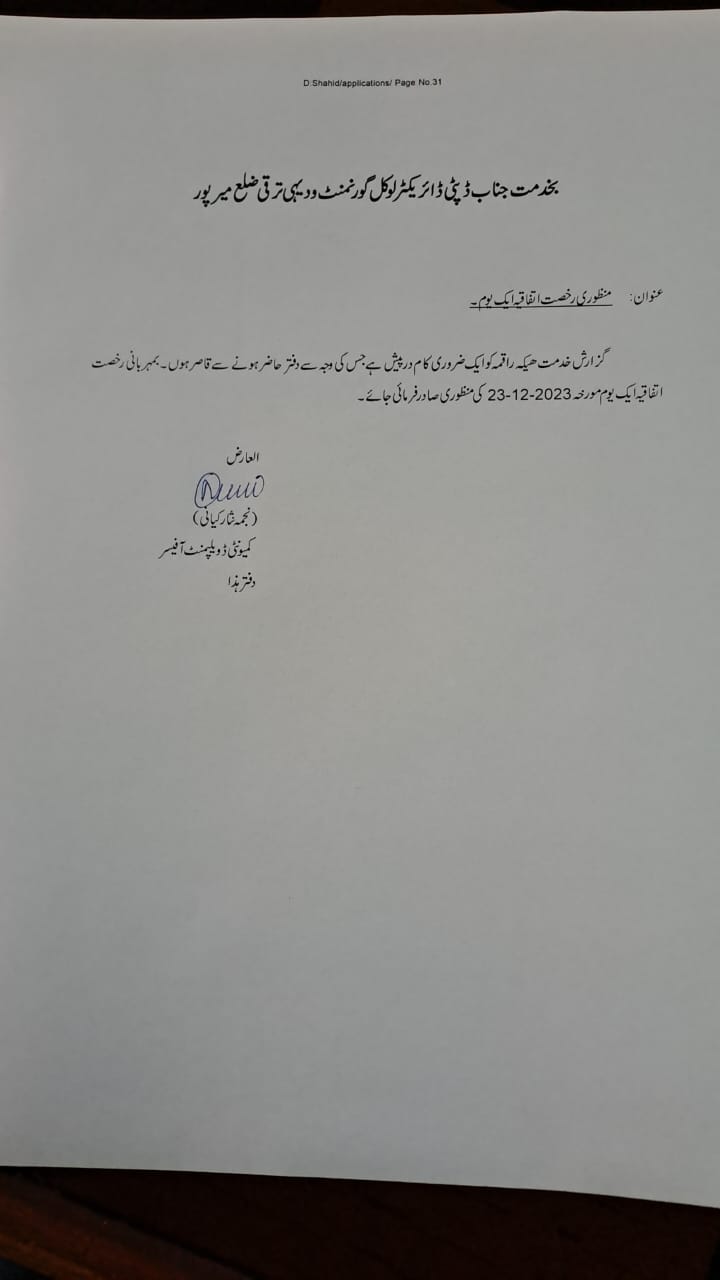 D:Shahid/applications/ Page No.31
بخدمت جناب ڈپٹی ڈائریکٹر لوکل گورنمنٹ و دیہی ترقی ضلع میرپور
عنوان: منظوری رخصت اتفاقیہ ایک یوم۔
گزارش خدمت ھیکہ راقمہ کو ایک ضروری کام درپیش ہے جس کی وجہ سے دفتر حاضر ہونے سے قاصر ہوں۔ بمہربانی رخصت
اتفاقیہ ایک یوم مورخہ 23-12-2023 کی منظوری صادر فرمائی جائے۔
العارض
(نجمہ نثار کیانی)
کمیونٹی ڈویلپمنٹ آفیسر
دفتر ہذا